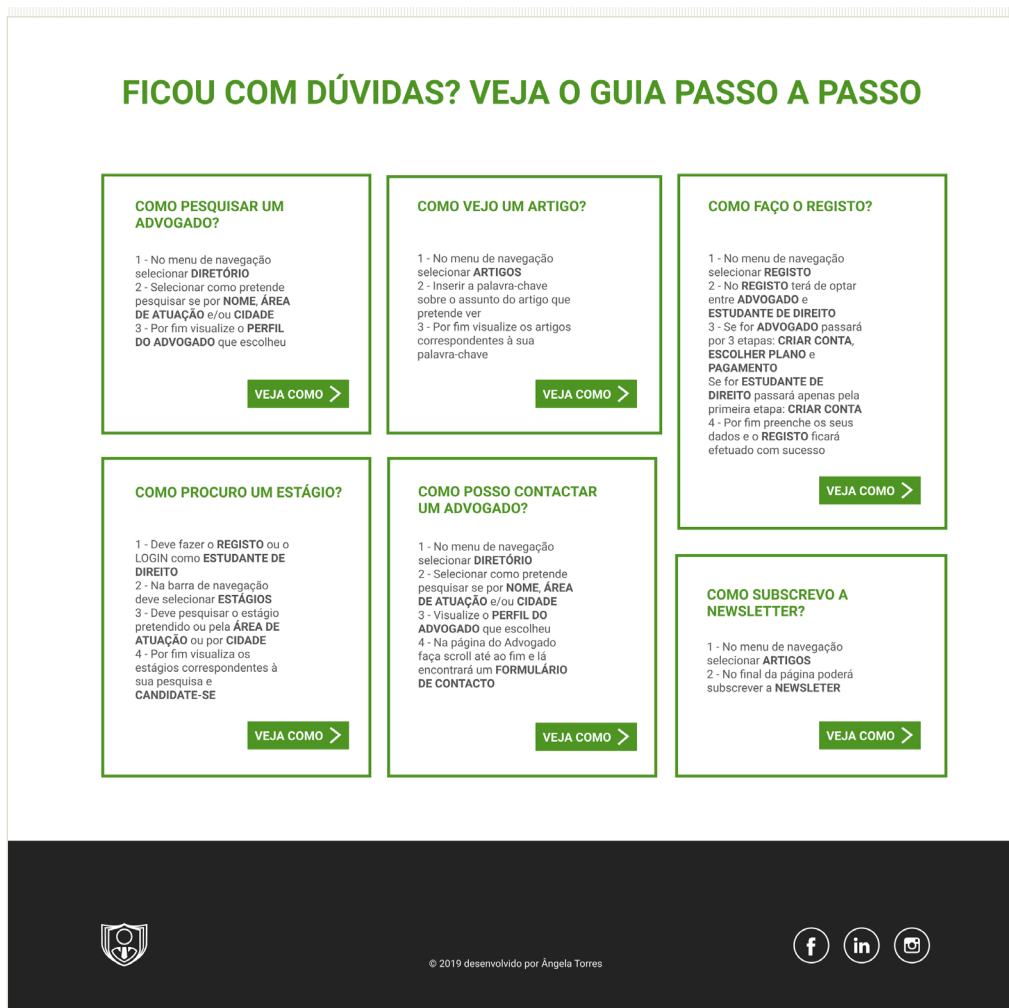 FICOU COM DÚVIDAS? VEJA O GUIA PASSO A PASSO
COMO PESQUISAR UM
ADVOGADO?
1 - No menu de navegação
selecionar DIRETÓRIO
2 - Selecionar como pretende
pesquisar se por NOME, ÁREA
DE ATUAÇÃO e/ou CIDADE
3 - Por fim visualize o PERFIL
DO ADVOGADO que escolheu
VEJA COMO
COMO VEJO UM ARTIGO?
1 - No menu de navegação
selecionar ARTIGOS
2 - Inserir a palavra-chave
sobre o assunto do artigo que
pretende ver
3 - Por fim visualize os artigos
correspondentes à sua
palavra-chave
VEJA COMO
COMO FAÇO O REGISTO?
1 - No menu de navegação
selecionar REGISTO
2 - No REGISTO terá de optar
entre ADVOGADO e
ESTUDANTE DE DIREITO
3 - Se for ADVOGADO passará
por 3 etapas: CRIAR CONTA,
ESCOLHER PLANO e
PAGAMENTO
Se for ESTUDANTE DE
DIREITO passará apenas pela
primeira etapa: CRIAR CONTA
4 - Por fim preenche os seus
dados e o REGISTO ficará
efetuado com sucesso
VEJA COMO
COMO PROCURO UM ESTÁGIO?
1 - Deve fazer o REGISTO ou o
LOGIN como ESTUDANTE DE
DIREITO
2 - Na barra de navegação
deve selecionar ESTÁGIOS
3 - Deve pesquisar o estágio
pretendido ou pela ÁREA DE
ATUAÇÃO ou por CIDADE
4 - Por fim visualiza os
estágios correspondentes à
sua pesquisa e
CANDIDATE-SE
VEJA COMO
COMO POSSO CONTACTAR
UM ADVOGADO?
1 - No menu de navegação
selecionar DIRETÓRIO
2 - Selecionar como pretende
pesquisar se por NOME, ÁREA
DE ATUAÇÃO e/ou CIDADE
3 - Visualize o PERFIL DO
ADVOGADO que escolheu
4 - Na página do Advogado
faça scroll até ao fim e lá
encontrará um FORMULÁRIO
DE CONTACTO
VEJA COMO
COMO SUBSCREVO A
NEWSLETTER?
1 - No menu de navegação
selecionar ARTIGOS
2 - No final da página poderá
subscrever a NEWSLETER
VEJA COMO
© 2019 desenvolvido por Ângela Torres
f
in